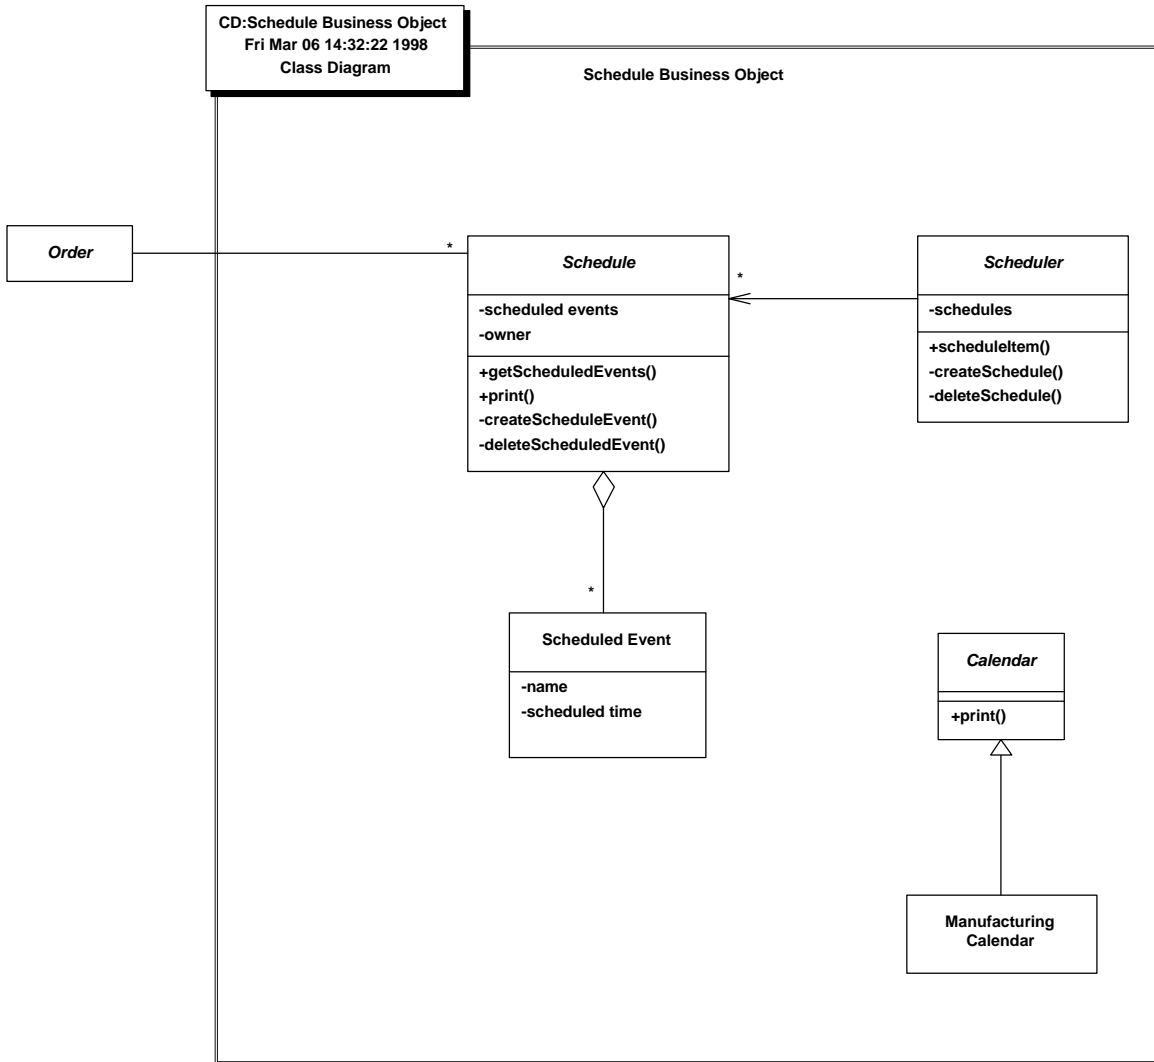 CD:Schedule Business Object
Fri Mar 06 14:32:22 1998
Class Diagram
Schedule Business Object
Order
*
Schedule
-scheduled events
-owner
+getScheduledEvents()
+print()
-createScheduleEvent()
-deleteScheduledEvent()
*
Scheduler
-schedules
+scheduleItem()
-createSchedule()
-deleteSchedule()
*
Scheduled Event
-name
-scheduled time
Calendar
+print()
Manufacturing
Calendar